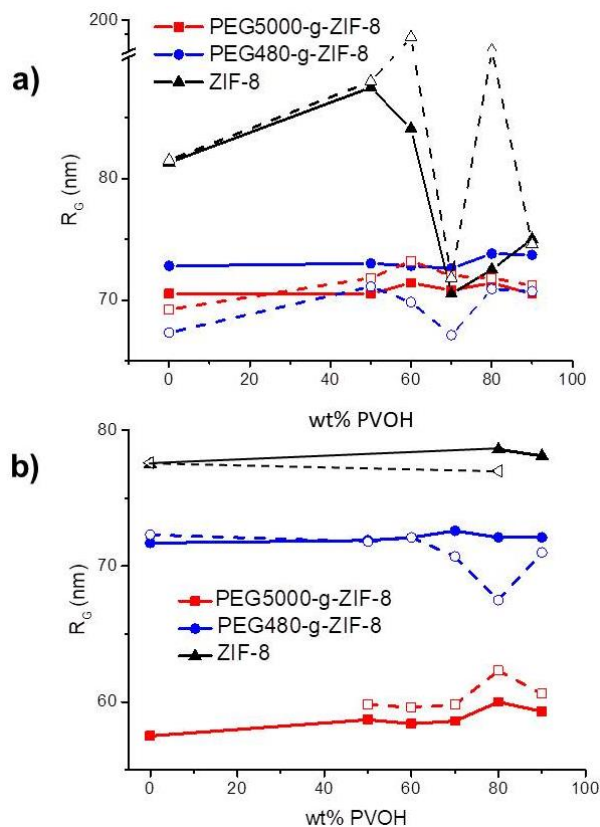 a)
200
80
70
R_G (nm)
PEG5000-g-ZIF-8
PEG480-g-ZIF-8
ZIF-8
0 20 40 60 80 100
wt% PVOH
b)
80
70
60
R_G (nm)
PEG5000-g-ZIF-8
PEG480-g-ZIF-8
ZIF-8
0 20 40 60 80 100
wt% PVOH